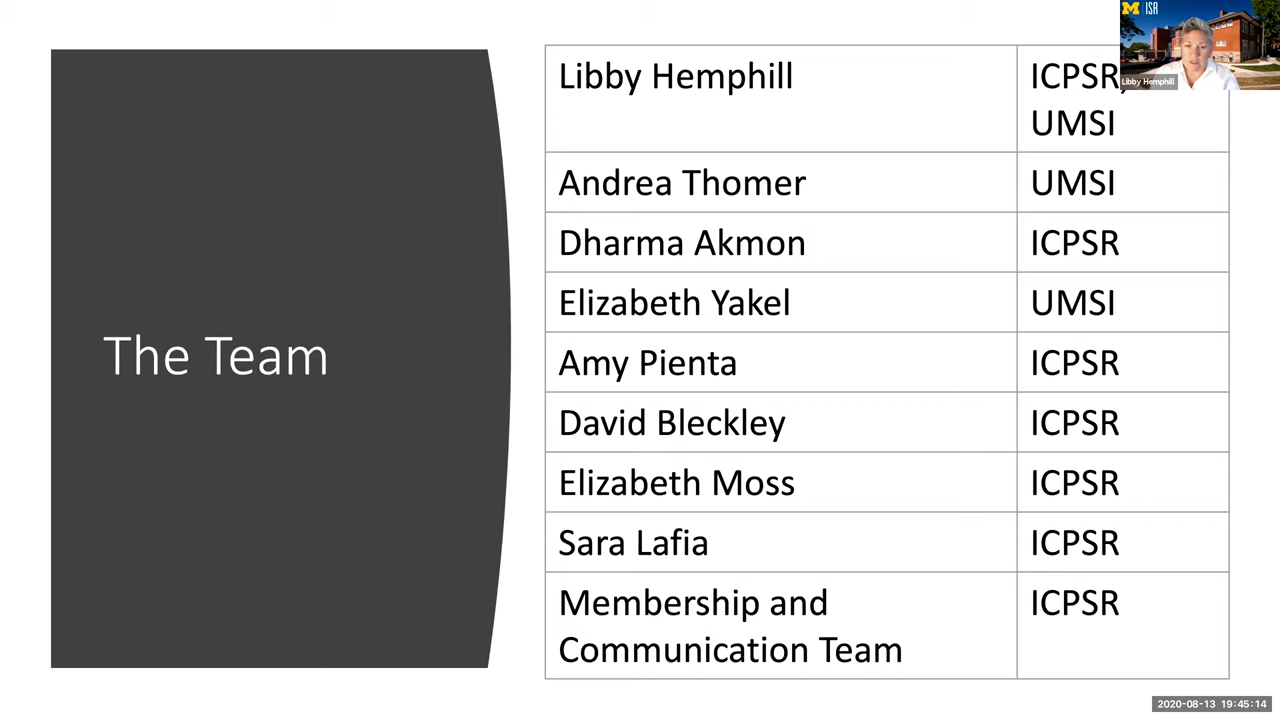 M | ISR
Libby Hemphill
The Team
Libby Hemphill ICPSR,
UMSI
Andrea Thomer UMSI
Dharma Akmon ICPSR
Elizabeth Yakel UMSI
Amy Pienta ICPSR
David Bleckley ICPSR
Elizabeth Moss ICPSR
Sara Lafia ICPSR
Membership and ICPSR
Communication Team
2020-08-13 19:45:14